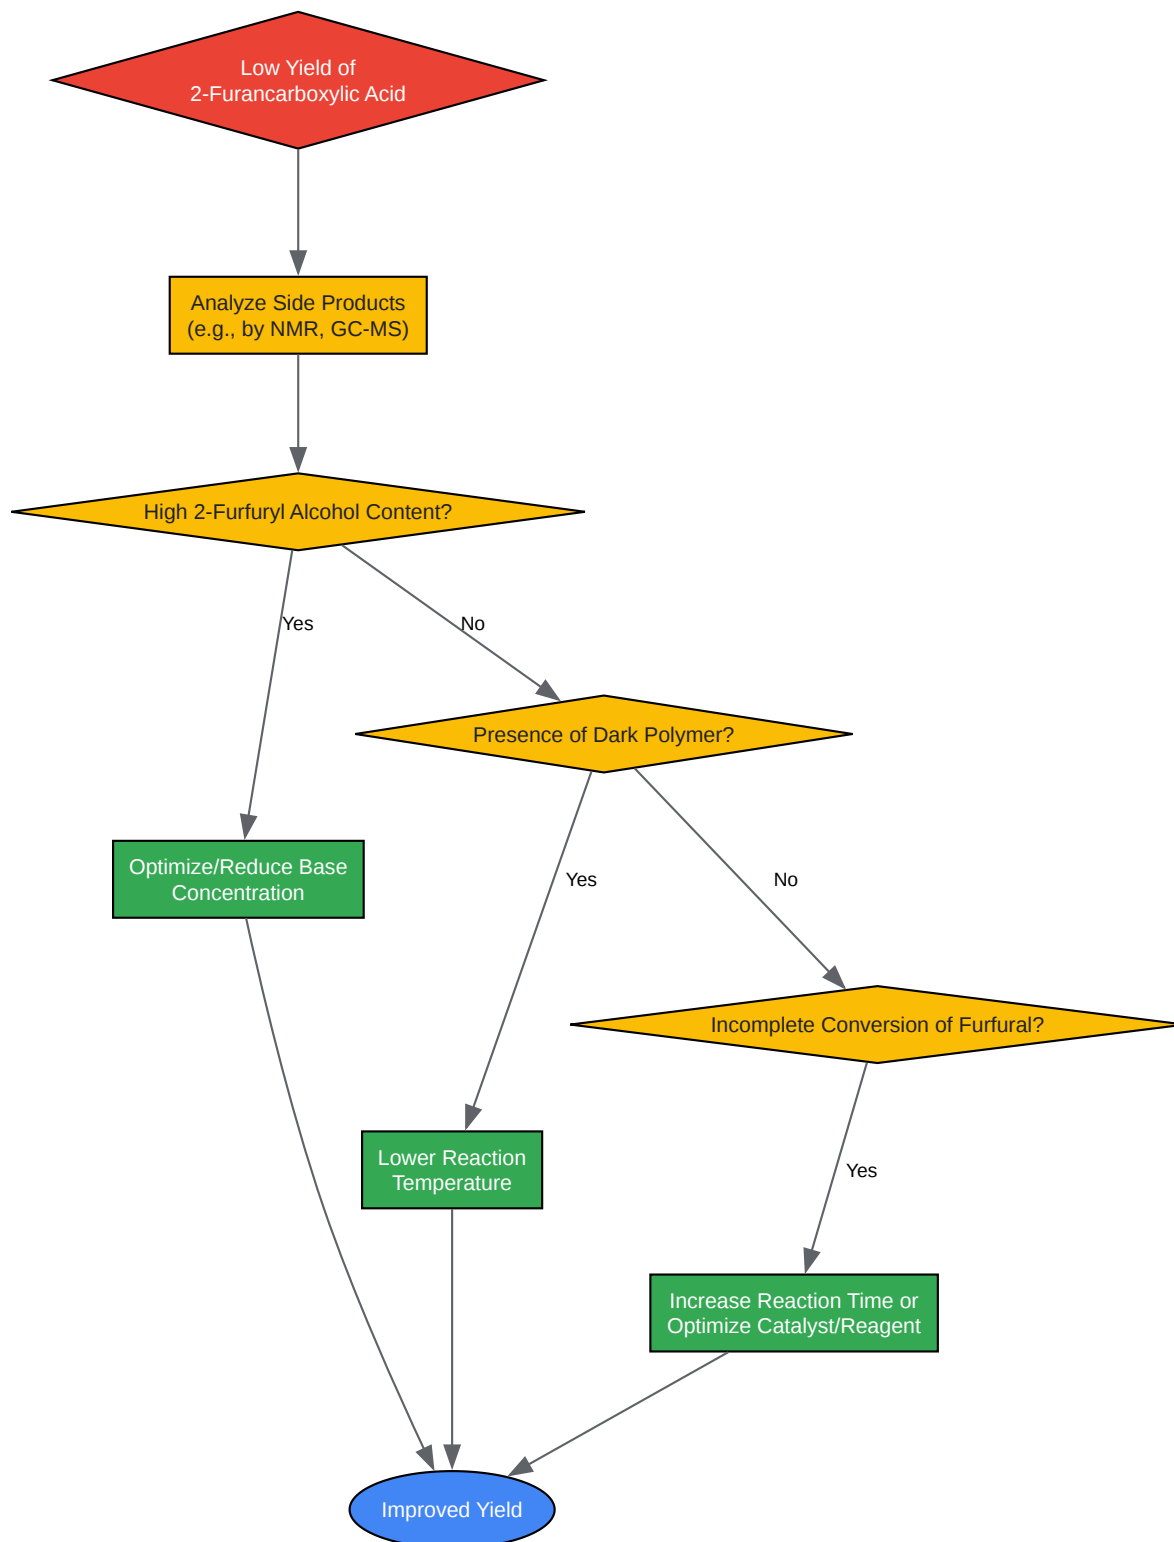 Low Yield of
2-Furancarboxylic Acid
Analyze Side Products
(e.g., by NMR, GC-MS)
High 2-Furfuryl Alcohol Content?
Yes
No
Presence of Dark Polymer?
Optimize/Reduce Base
Concentration
Yes
No
Incomplete Conversion of Furfural?
Lower Reaction
Temperature
Yes
Increase Reaction Time or
Optimize Catalyst/Reagent
Improved Yield